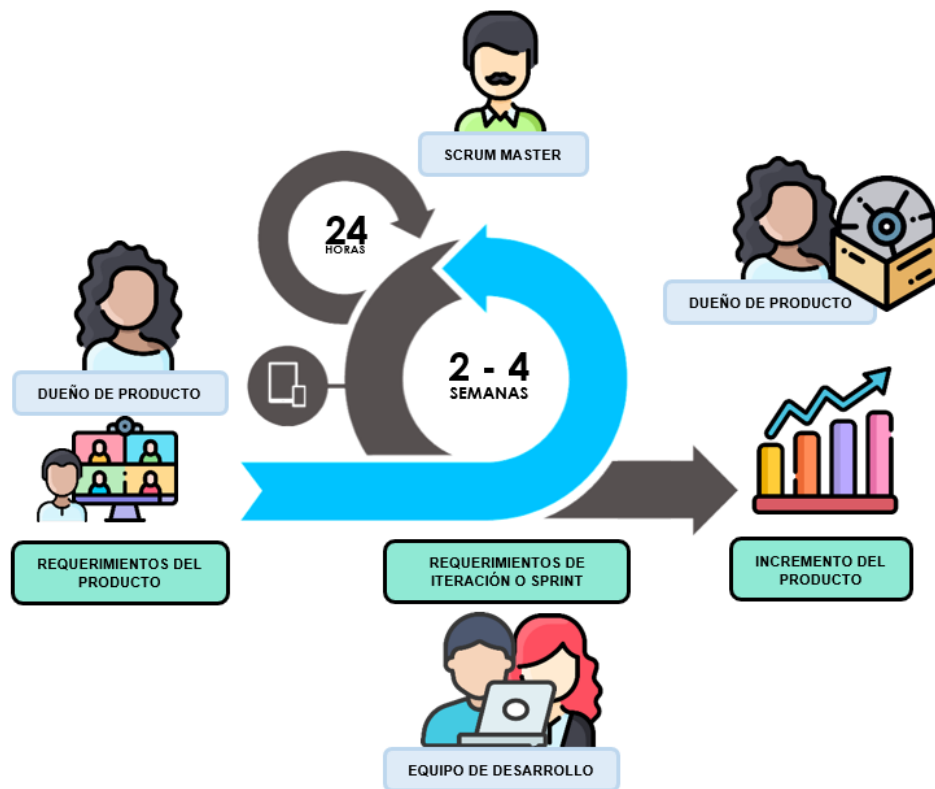 SCRUM MASTER
24
HORAS
DUEÑO DE PRODUCTO
2 - 4
SEMANAS
DUEÑO DE PRODUCTO
REQUERIMIENTOS DEL
PRODUCTO
REQUERIMIENTOS DE
ITERACIÓN O SPRINT
INCREMENTO DEL
PRODUCTO
EQUIPO DE DESARROLLO